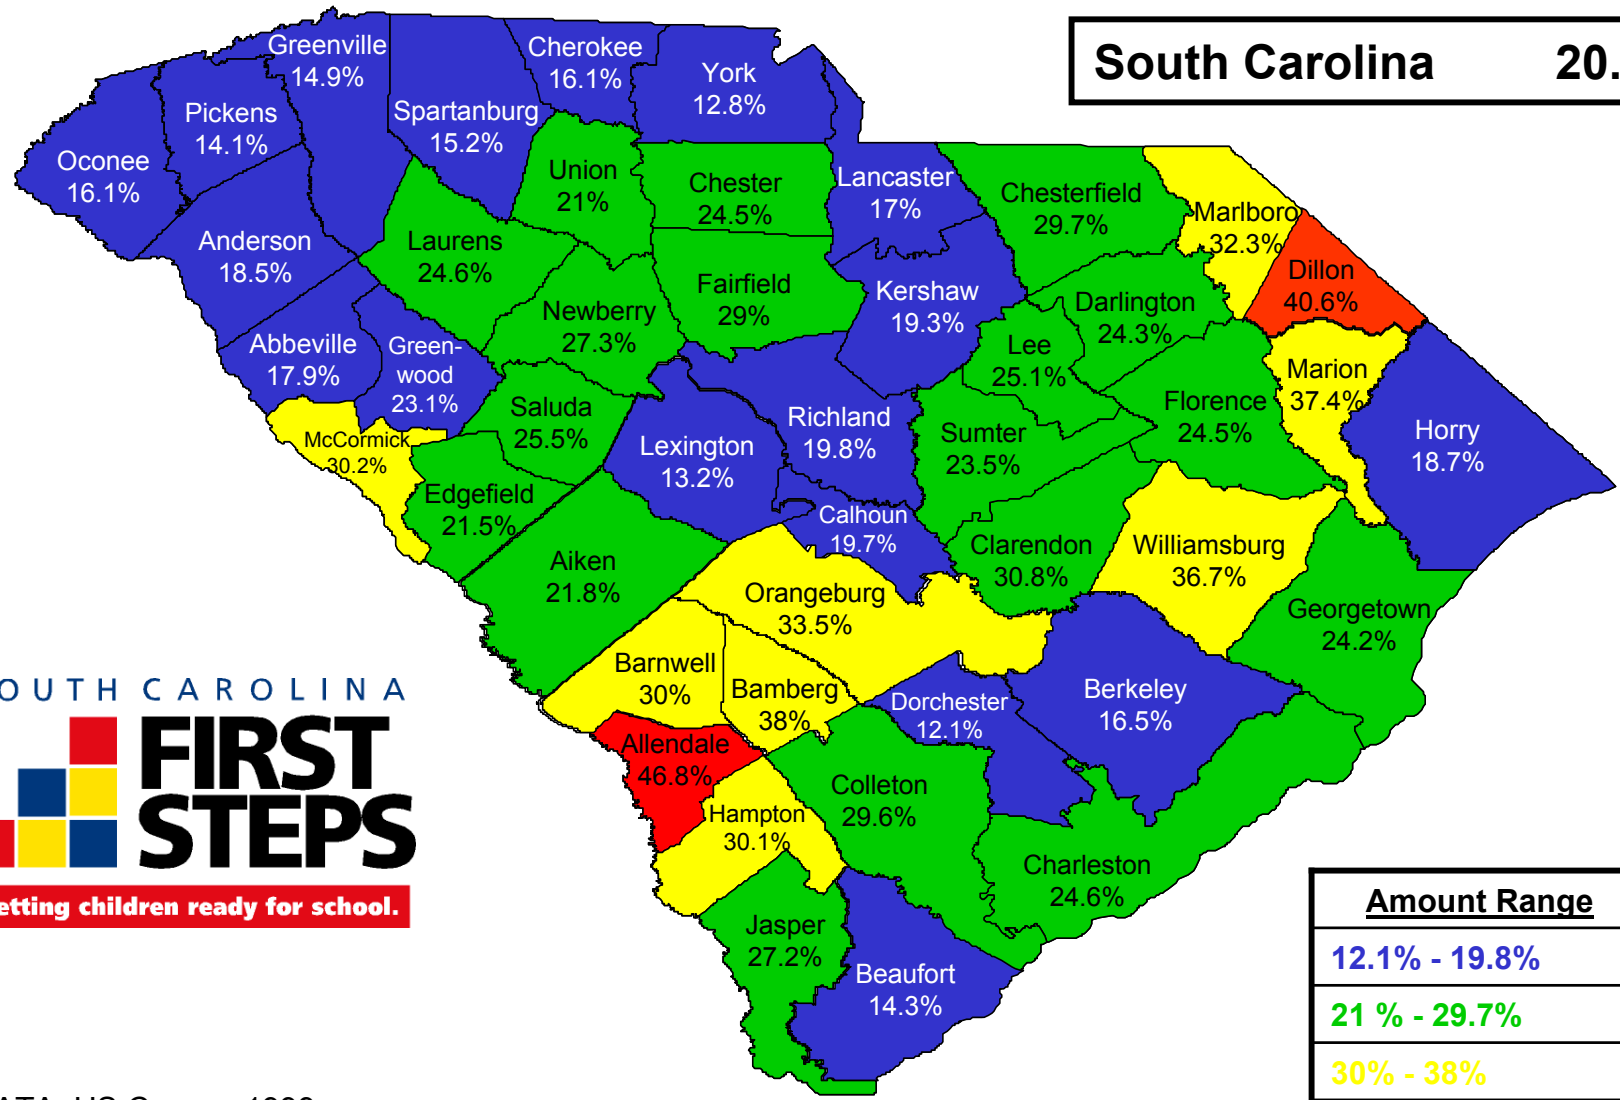 South Carolina 20.
Greenville
14.9%
Cherokee
16.1%
York
12.8%
Pickens
14.1%
Spartanburg
15.2%
Oconee
16.1%
Union
21%
Chester
24.5%
Lancaster
17%
Chesterfield
29.7%
Marlboro
32.3%
Anderson
18.5%
Laurens
24.6%
Dillon
40.6%
Fairfield
29%
Kershaw
19.3%
Darlington
24.3%
Newberry
27.3%
Abbeville
17.9%
Green-
wood
23.1%
Lee
25.1%
Marion
37.4%
Saluda
25.5%
Richland
19.8%
Florence
24.5%
McCormick
30.2%
Lexington
13.2%
Sumter
23.5%
Horry
18.7%
Edgefield
21.5%
Calhoun
19.7%
Clarendon
30.8%
Williamsburg
36.7%
Aiken
21.8%
Orangeburg
33.5%
Georgetown
24.2%
Barnwell
30%
Bamberg
38%
Dorchester
12.1%
Berkeley
16.5%
Allendale
46.8%
Colleton
29.6%
Hampton
30.1%
Charleston
24.6%
Jasper
27.2%
Beaufort
14.3%
OUTH CAROLINA
FIRST
STEPS
etting children ready for school.
Amount Range
12.1% - 19.8%
21 % - 29.7%
30% - 38%